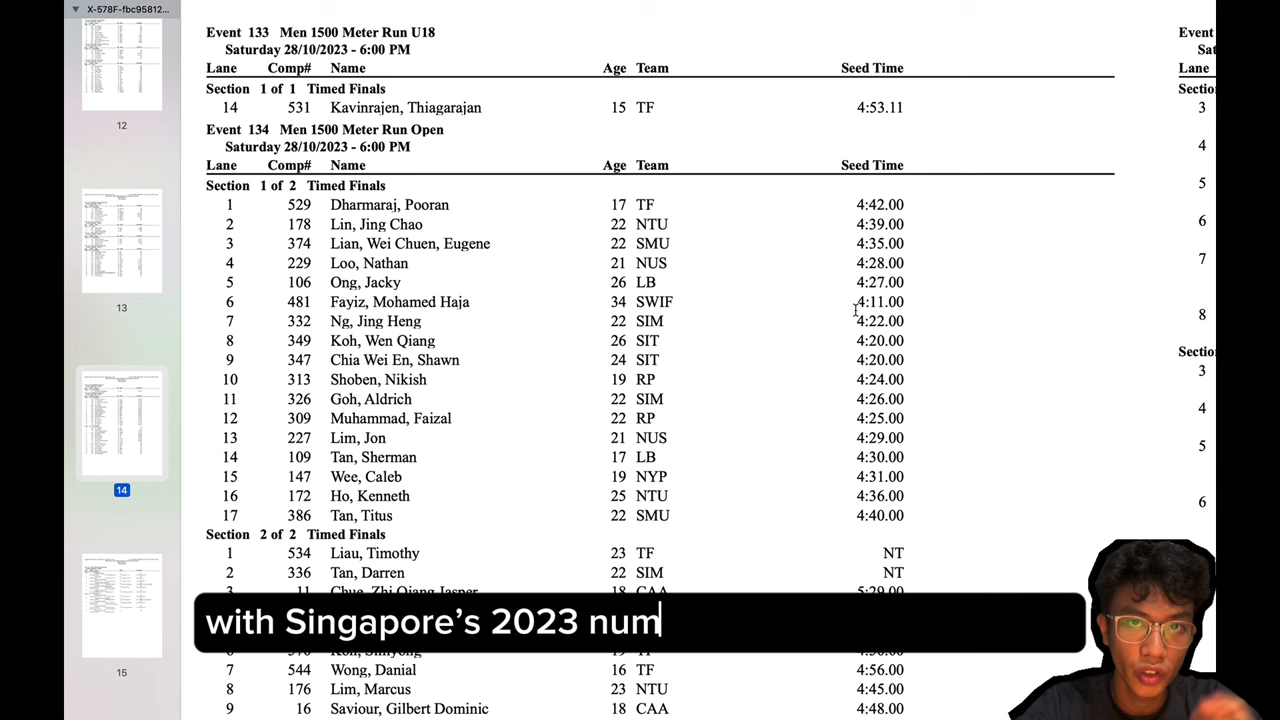 X-578F-fbc95812...
12
13
14
15
Event 133 Men 1500 Meter Run U18
Saturday 28/10/2023 - 6:00 PM
Lane Comp# Name Age Team Seed Time
Section 1 of 1 Timed Finals
14 531 Kavinrajen, Thiagarajan 15 TF 4:53.11
Event 134 Men 1500 Meter Run Open
Saturday 28/10/2023 - 6:00 PM
Lane Comp# Name Age Team Seed Time
Section 1 of 2 Timed Finals
1 529 Dharmaraj, Pooran 17 TF 4:42.00
2 178 Lin, Jing Chao 22 NTU 4:39.00
3 374 Lian, Wei Chuen, Eugene 22 SMU 4:35.00
4 229 Loo, Nathan 21 NUS 4:28.00
5 106 Ong, Jacky 26 LB 4:27.00
6 481 Fayiz, Mohamed Haja 34 SWIF 4:11.00
7 332 Ng, Jing Heng 22 SIM 4:22.00
8 349 Koh, Wen Qiang 26 SIT 4:20.00
9 347 Chia Wei En, Shawn 24 SIT 4:20.00
10 313 Shoben, Nikish 19 RP 4:24.00
11 326 Goh, Aldrich 22 SIM 4:26.00
12 309 Muhammad, Faizal 22 RP 4:25.00
13 227 Lim, Jon 21 NUS 4:29.00
14 109 Tan, Sherman 17 LB 4:30.00
15 147 Wee, Caleb 19 NYP 4:31.00
16 172 Ho, Kenneth 25 NTU 4:36.00
17 386 Tan, Titus 22 SMU 4:40.00
Section 2 of 2 Timed Finals
1 534 Liau, Timothy 23 TF NT
2 336 Tan, Darren 22 SIM NT
with Singapore's 2023 num
7 544 Wong, Danial 16 TF 4:56.00
8 176 Lim, Marcus 23 NTU 4:45.00
9 16 Saviour, Gilbert Dominic 18 CAA 4:48.00
Event
Lane
3
4
5
6
7
8
3
4
5
6